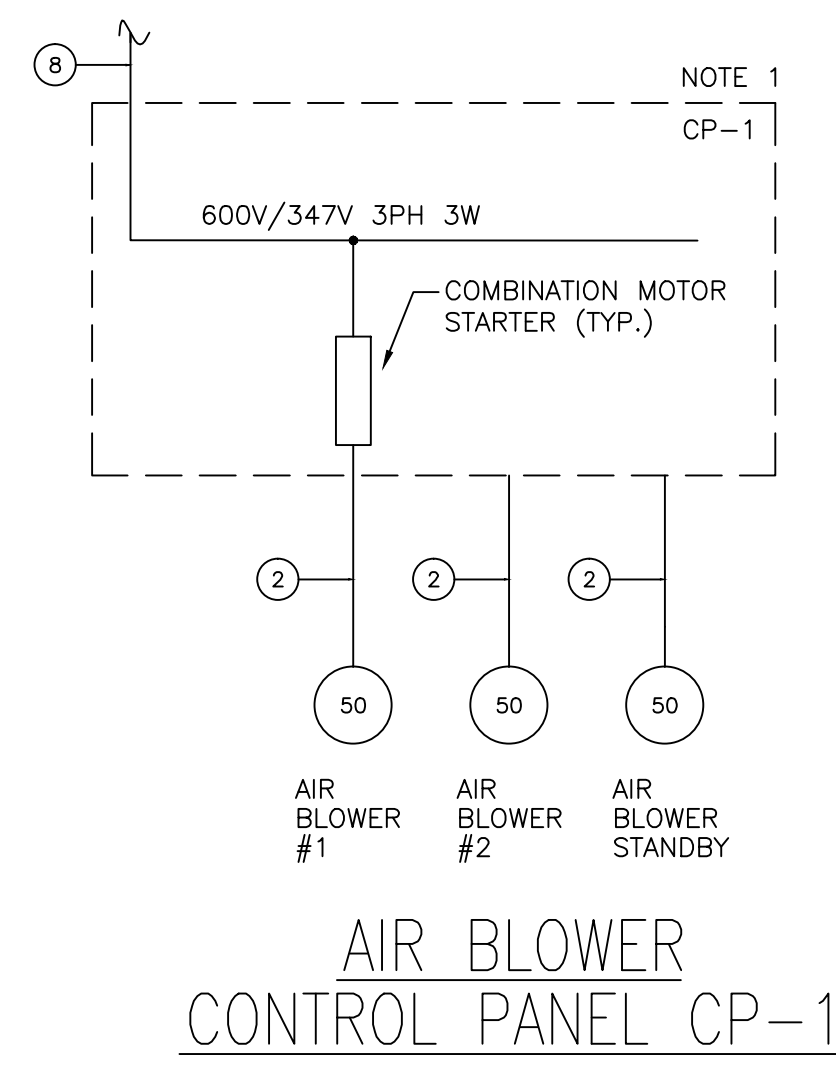 8
NOTE 1
CP-1
600V/347V 3PH 3W
COMBINATION MOTOR
STARTER (TYP.)
2
2
2
50
50
50
AIR
BLOWER
#1
AIR
BLOWER
#2
AIR
BLOWER
STANDBY
AIR BLOWER
CONTROL PANEL CP-1